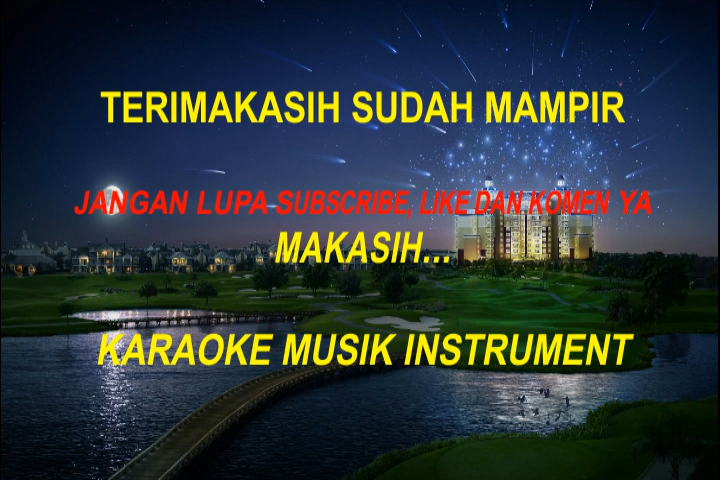 TERIMAKASIH SUDAH MAMPIR
JANGAN LUPA SUBSCRIBE, LIKE DAN KOMEN YA
MAKASIH...
KARAOKE MUSIK INSTRUMENT